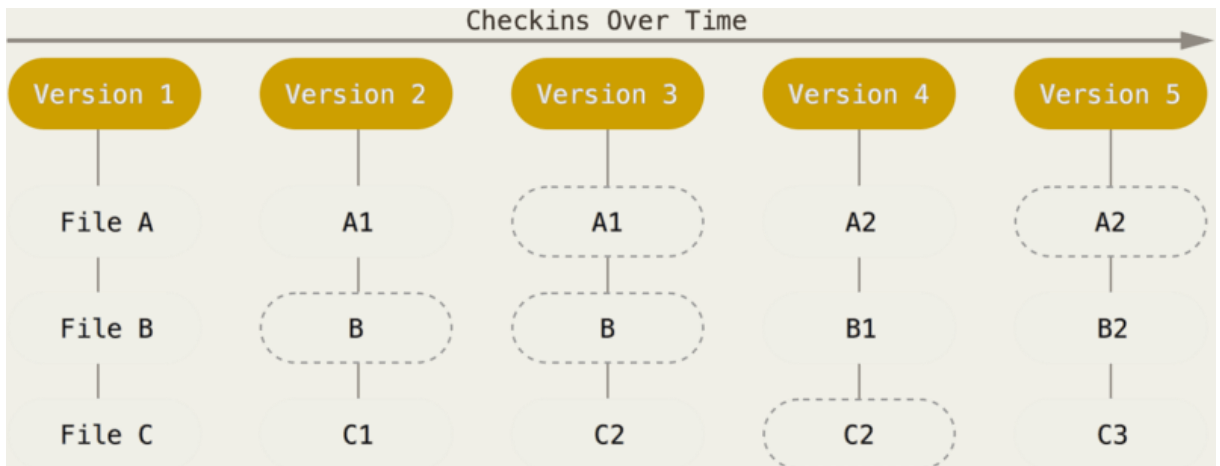 Checkins Over Time
Version 1 Version 2 Version 3 Version 4 Version 5
File A A1 A1 A2 A2
File B B B B1 B2
File C C1 C2 C2 C3